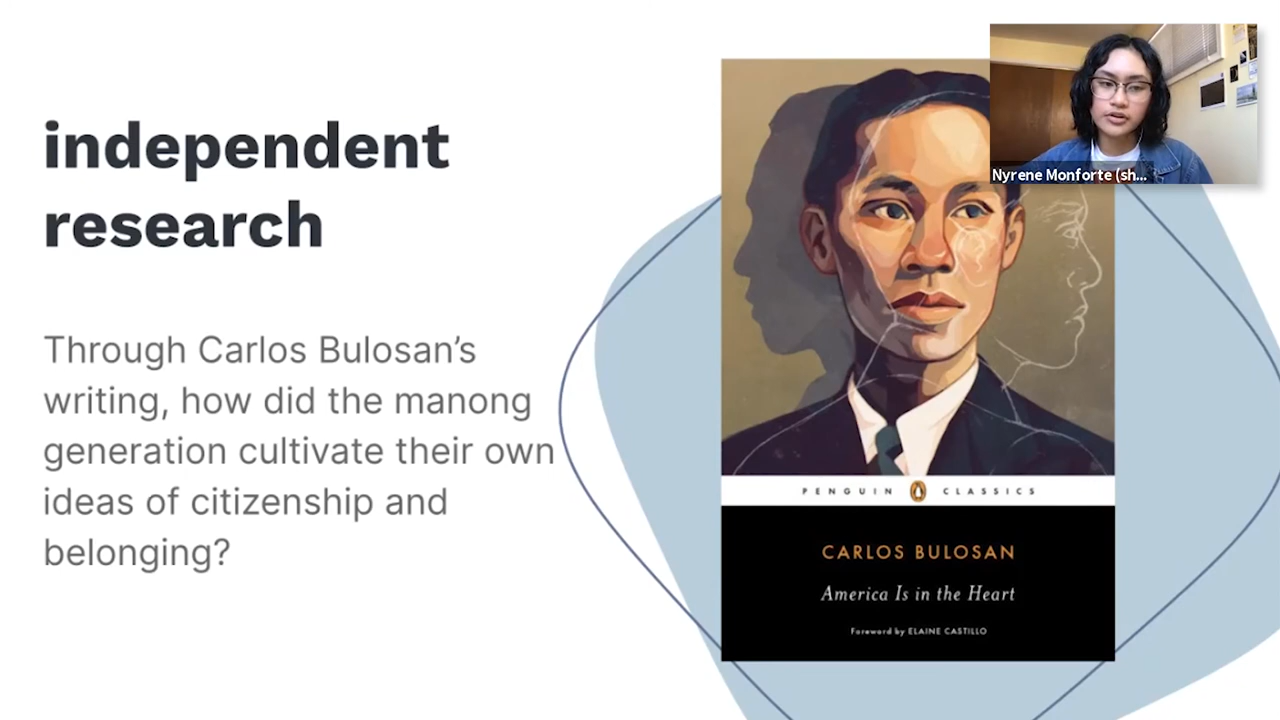 independent
research
Through Carlos Bulosan's
writing, how did the manong
generation cultivate their own
ideas of citizenship and
belonging?
Nyrene Monforte (sh...
PENGUIN CLASSICS
CARLOS BULOSAN
America Is in the Heart
Foreword by ELAINE CASTILLO